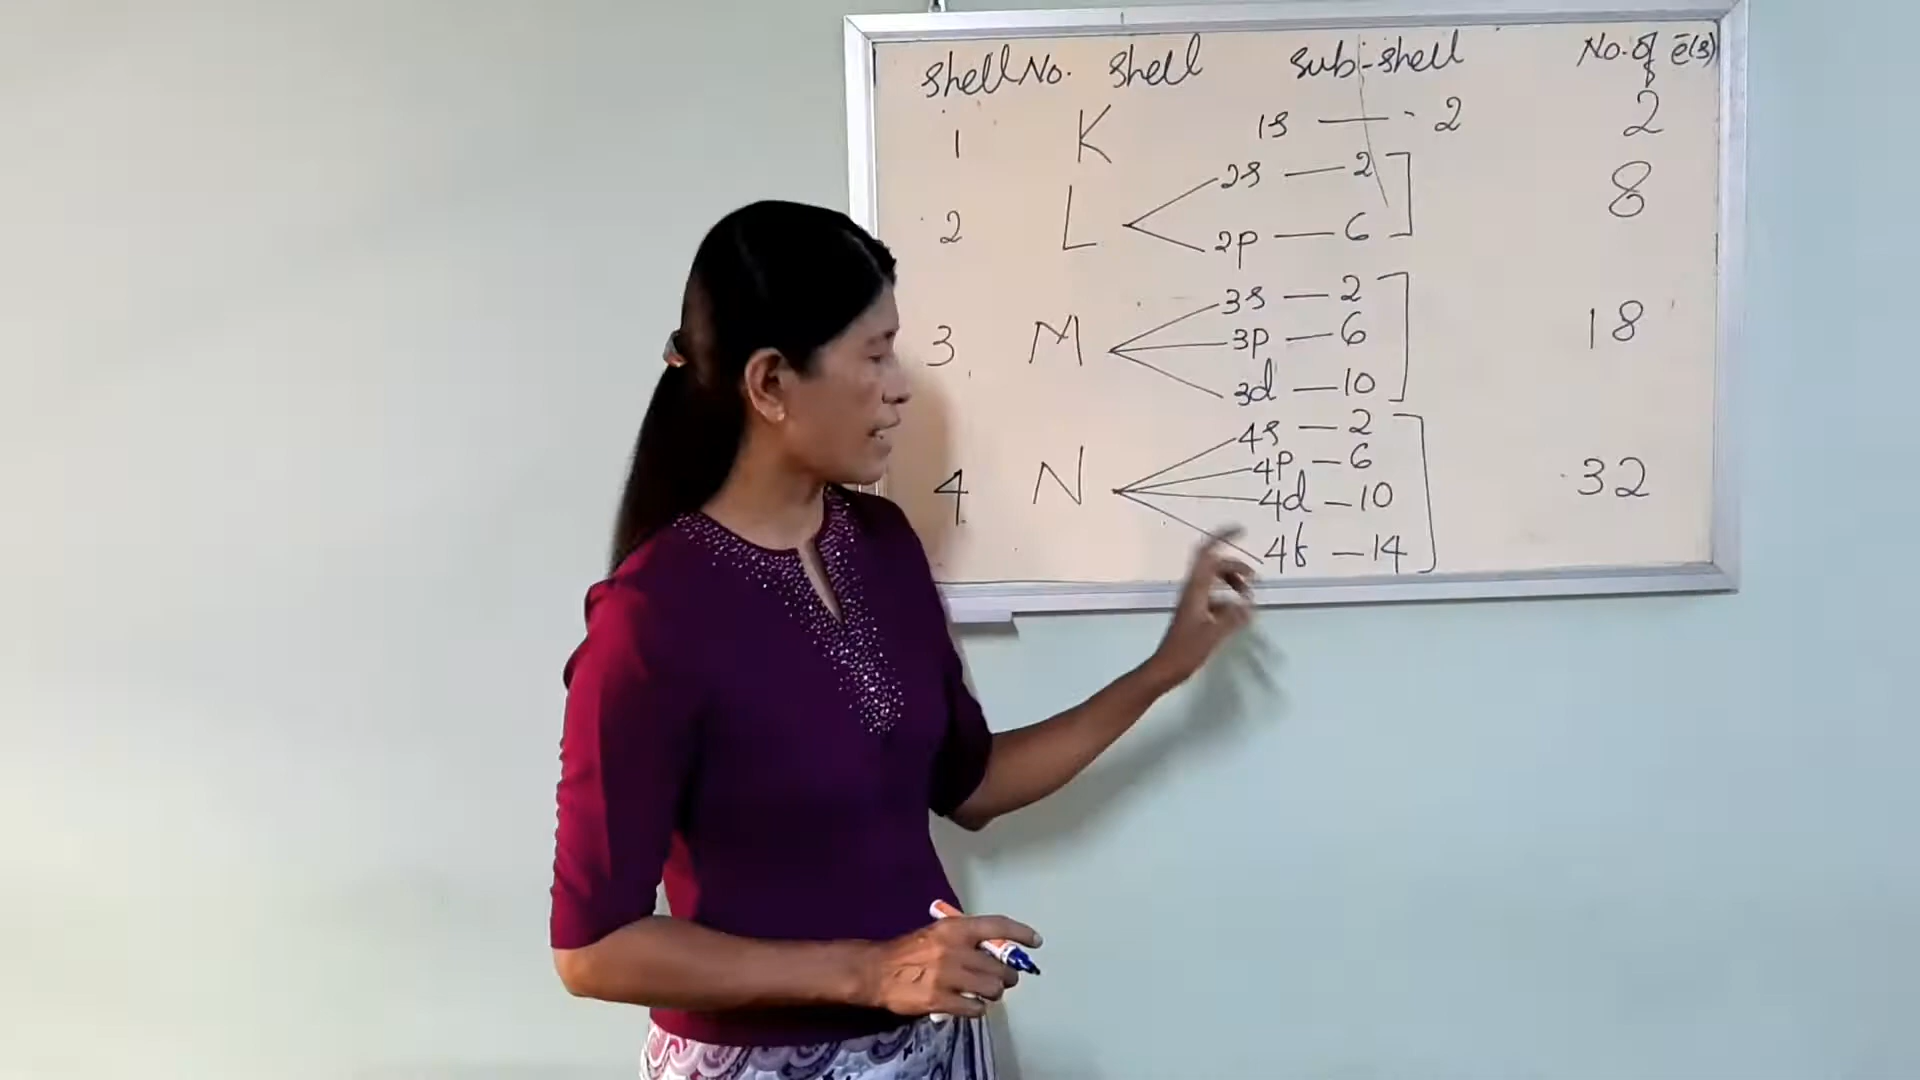 shell No. shell sub-shell No. of e̅(s)
1 K 1s — 2 2
2 L 2s — 2 8
2p — 6
3 M 3s — 2 18
3p — 6
3d — 10
4 N 4s — 2 32
4p — 6
4d — 10
4f — 14